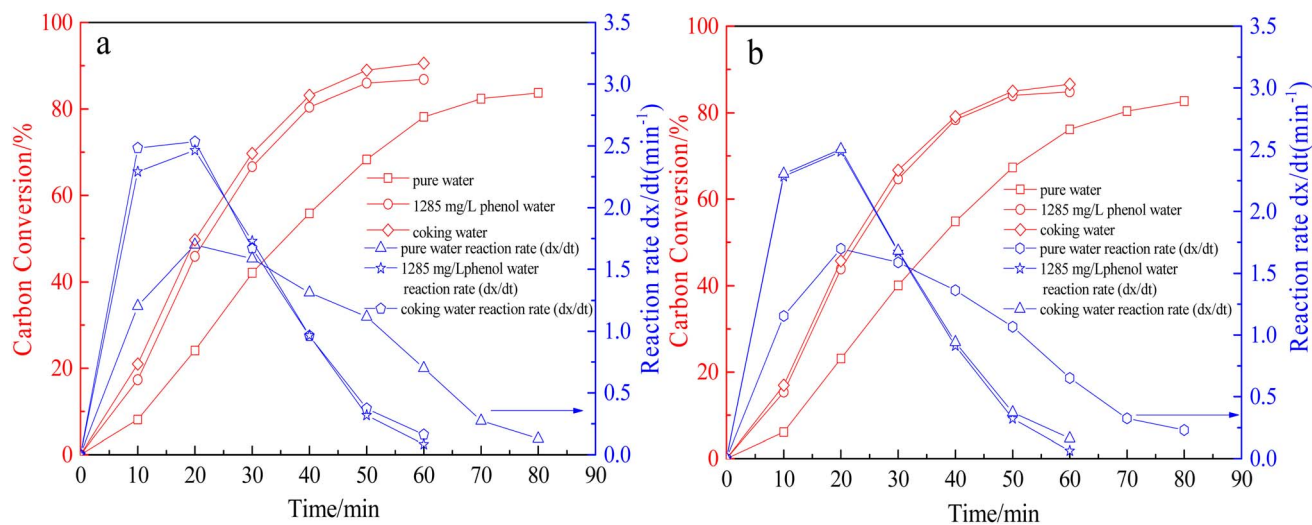 a
Carbon Conversion/%
100
80
60
40
20
0
0 10 20 30 40 50 60 70 80 90
Time/min
3.5
3.0
2.5
2.0
1.5
1.0
0.5
0.0
Reaction rate dx/dt(min⁻¹)
pure water
1285 mg/L phenol water
coking water
pure water reaction rate (dx/dt)
1285 mg/Lphenol water
reaction rate (dx/dt)
coking water reaction rate (dx/dt)
b
Carbon Conversion/%
100
80
60
40
20
0
0 10 20 30 40 50 60 70 80 90
Time/min
3.5
3.0
2.5
2.0
1.5
1.0
0.5
0.0
Reaction rate dx/dt(min⁻¹)
pure water
1285 mg/L phenol water
coking water
pure water reaction rate (dx/dt)
1285 mg/Lphenol water
reaction rate (dx/dt)
coking water reaction rate (dx/dt)